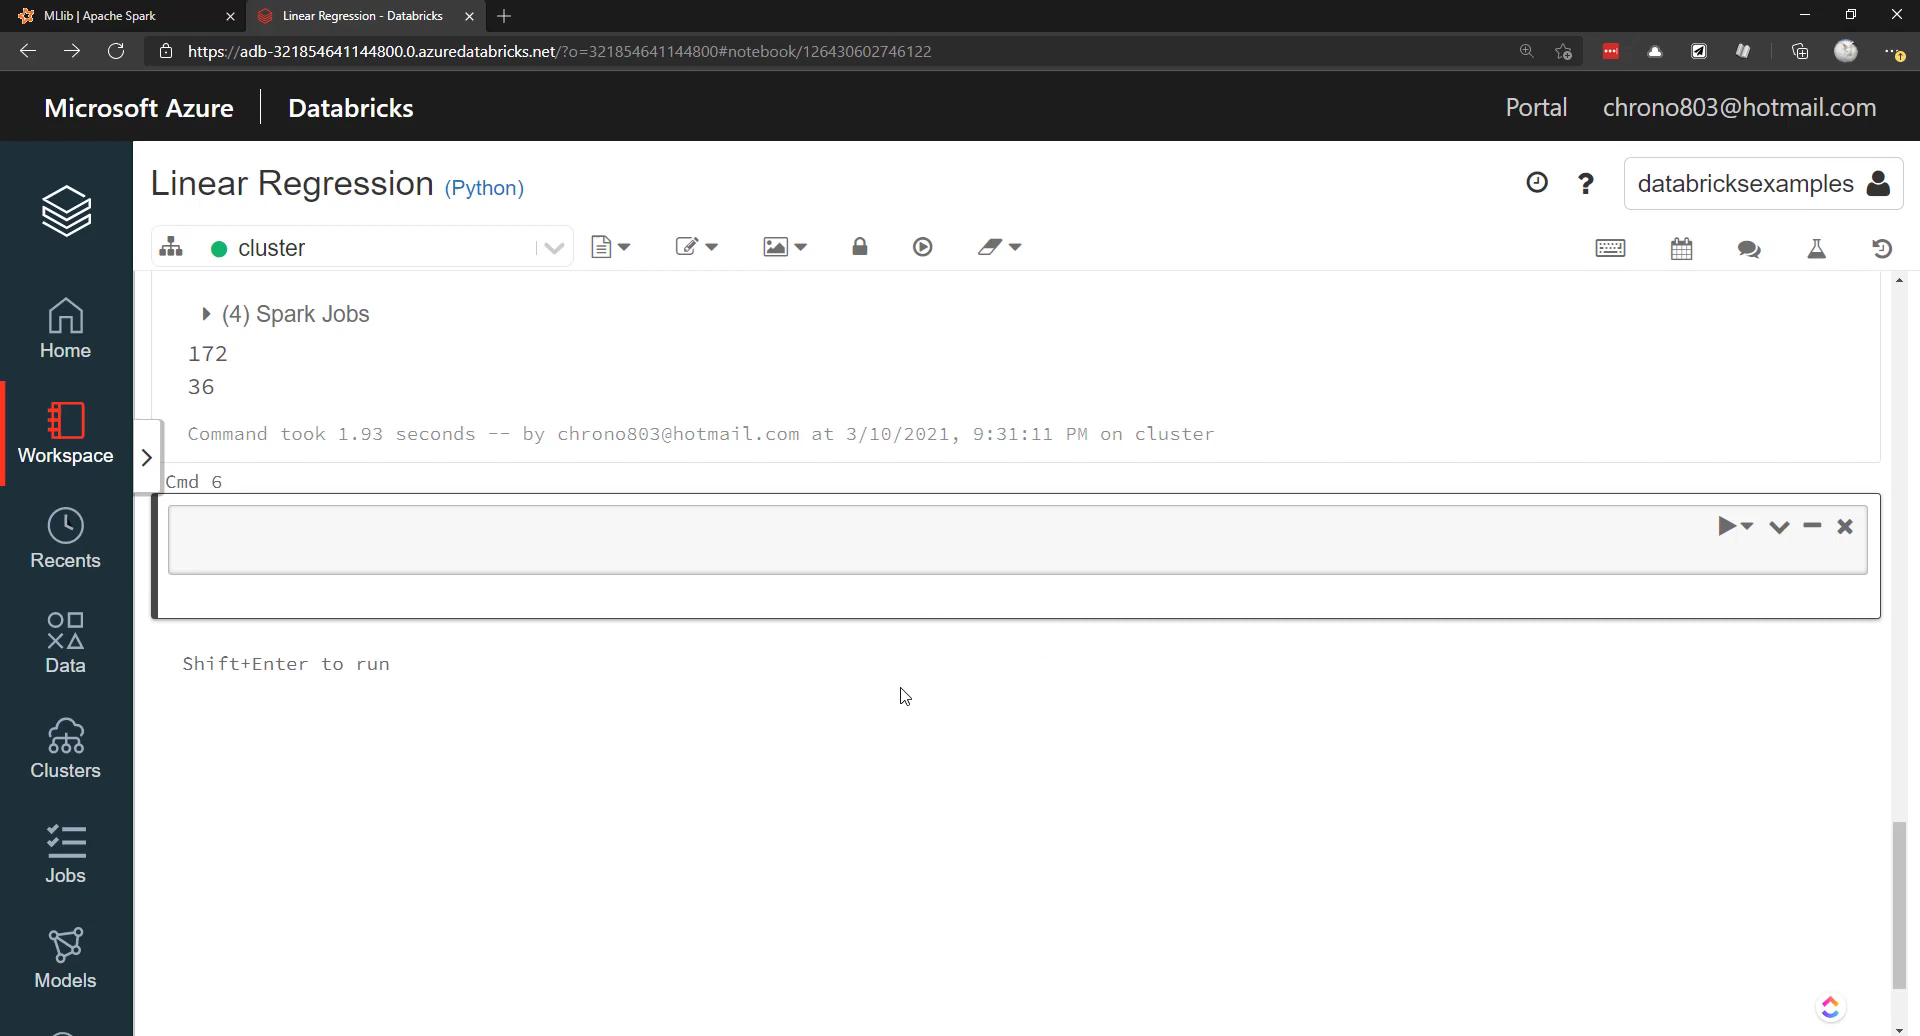 MLlib | Apache Spark
Linear Regression - Databricks
https://adb-321854641144800.0.azuredatabricks.net/?o=321854641144800#notebook/126430602746122
Microsoft Azure | Databricks
Portal
chrono803@hotmail.com
Linear Regression (Python)
databricksexamples
cluster
Home
Workspace
Recents
Data
Clusters
Jobs
Models
(4) Spark Jobs
172
36
Command took 1.93 seconds -- by chrono803@hotmail.com at 3/10/2021, 9:31:11 PM on cluster
Cmd 6
Shift+Enter to run